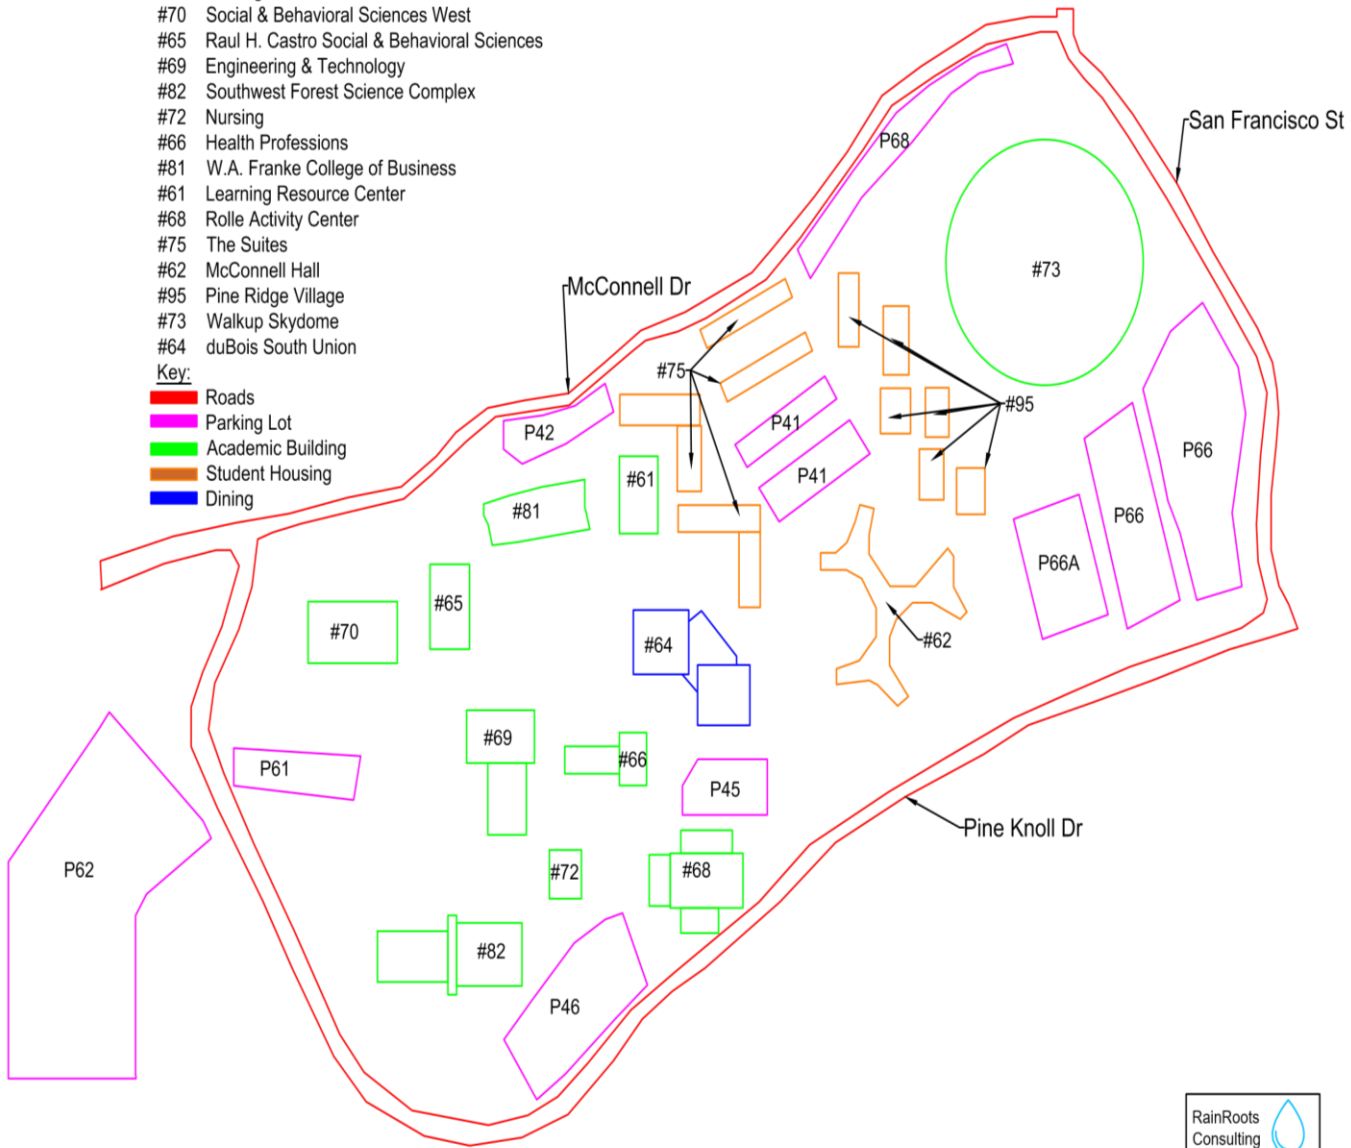 #70 Social & Behavioral Sciences West
#65 Raul H. Castro Social & Behavioral Sciences
#69 Engineering & Technology
#82 Southwest Forest Science Complex
#72 Nursing
#66 Health Professions
#81 W.A. Franke College of Business
#61 Learning Resource Center
#68 Rolle Activity Center
#75 The Suites
#62 McConnell Hall
#95 Pine Ridge Village
#73 Walkup Skydome
#64 duBois South Union
Key:
Roads
Parking Lot
Academic Building
Student Housing
Dining
San Francisco St
P68
#73
McConnell Dr
#75
#95
P42
P41
P41
P66
#61
#81
P66
P66A
#65
#70
#64
#62
#69
#66
P61
P45
Pine Knoll Dr
P62
#72
#68
#82
P46
RainRoots
Consulting